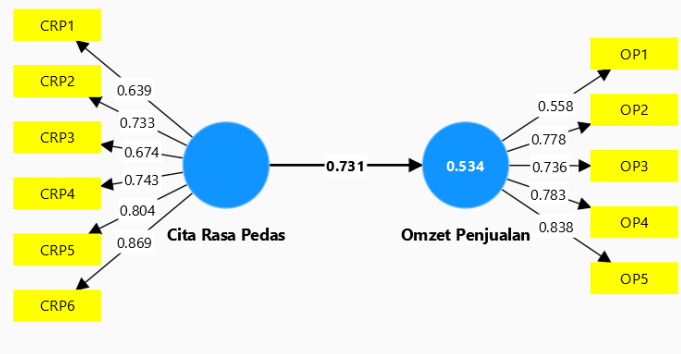 CRP1
CRP2
CRP3
CRP4
CRP5
CRP6
0.639
0.733
0.674
0.743
0.804
0.869
Cita Rasa Pedas
0.731
0.534
Omzet Penjualan
0.558
0.778
0.736
0.783
0.838
OP1
OP2
OP3
OP4
OP5